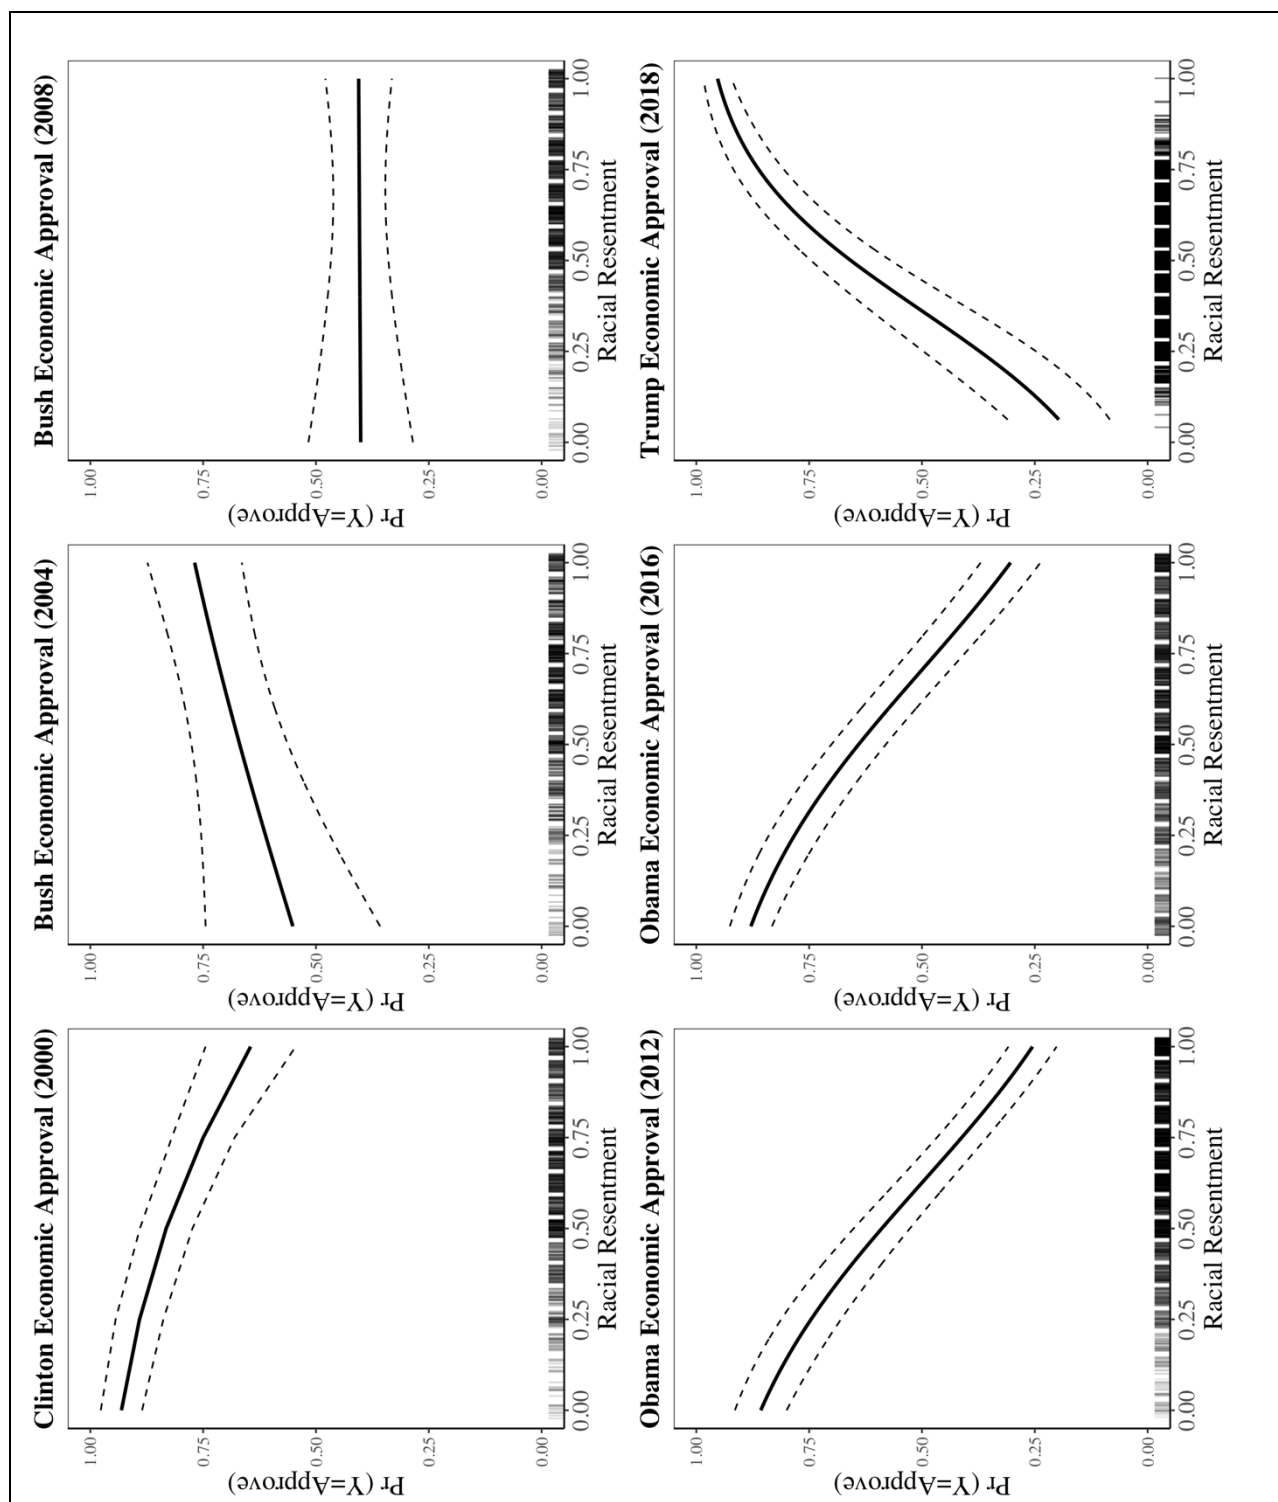 Clinton Economic Approval (2000)
Pr (Y=Approve)
1.00
0.75
0.50
0.25
0.00
0.00 0.25 0.50 0.75 1.00
Racial Resentment
Bush Economic Approval (2004)
Pr (Y=Approve)
1.00
0.75
0.50
0.25
0.00
0.00 0.25 0.50 0.75 1.00
Racial Resentment
Bush Economic Approval (2008)
Pr (Y=Approve)
1.00
0.75
0.50
0.25
0.00
0.00 0.25 0.50 0.75 1.00
Racial Resentment
Obama Economic Approval (2012)
Pr (Y=Approve)
1.00
0.75
0.50
0.25
0.00
0.00 0.25 0.50 0.75 1.00
Racial Resentment
Obama Economic Approval (2016)
Pr (Y=Approve)
1.00
0.75
0.50
0.25
0.00
0.00 0.25 0.50 0.75 1.00
Racial Resentment
Trump Economic Approval (2018)
Pr (Y=Approve)
1.00
0.75
0.50
0.25
0.00
0.00 0.25 0.50 0.75 1.00
Racial Resentment